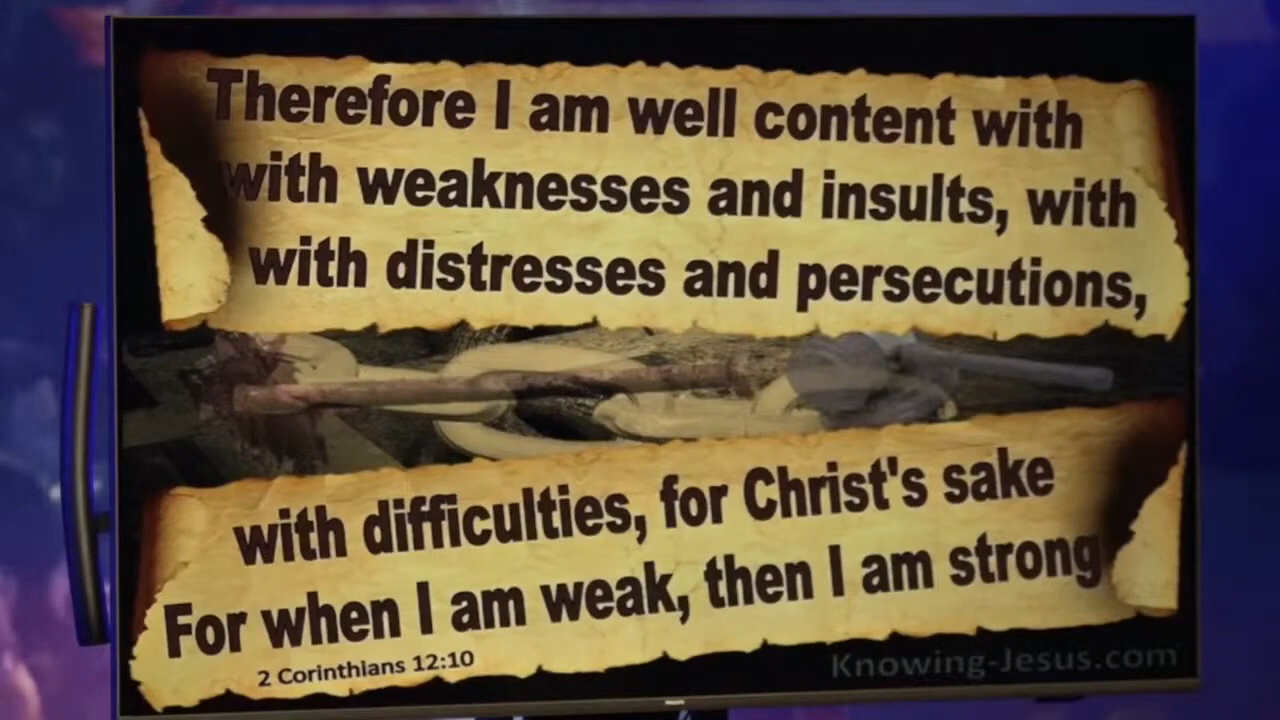 Therefore I am well content with
with weaknesses and insults, with
with distresses and persecutions,
with difficulties, for Christ's sake
For when I am weak, then I am strong
2 Corinthians 12:10
Knowing-Jesus.com